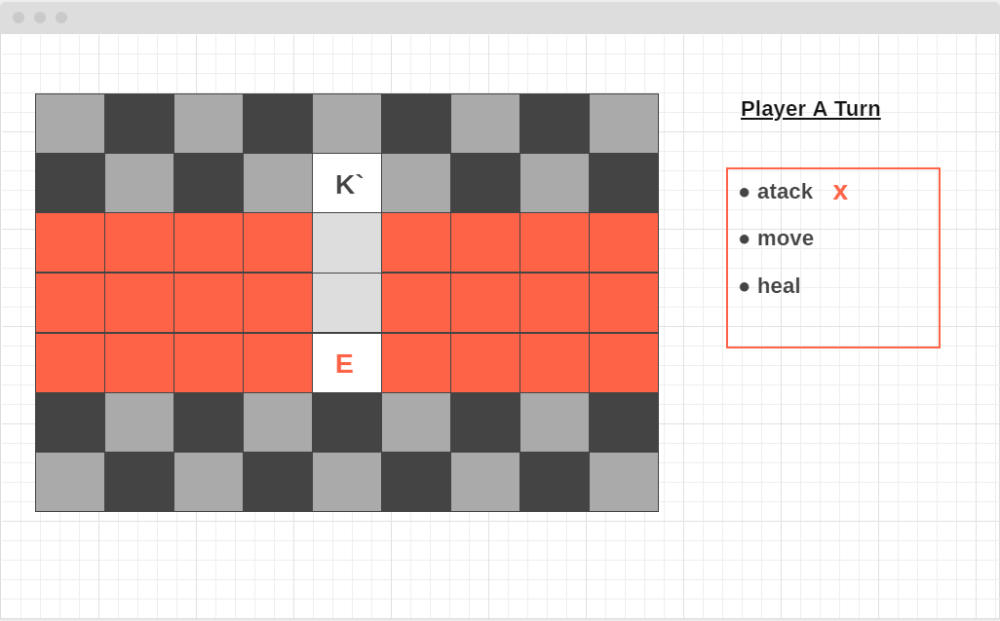 Player A Turn
K`
• atack x
• move
• heal
E